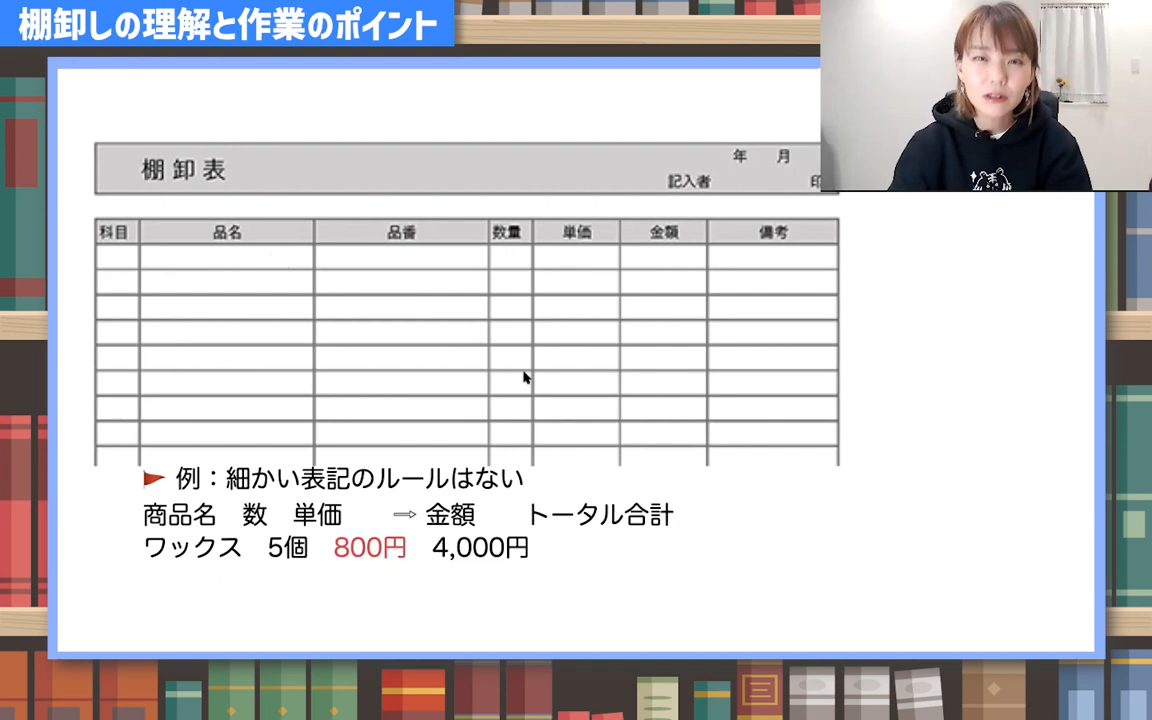 棚卸しの理解と作業のポイント
棚卸表
年 月
記入者
科目 品名 品番 数量 単価 金額 備考
例：細かい表記のルールはない
商品名 数 単価 ⇨ 金額 トータル合計
ワックス 5個 800円 4,000円